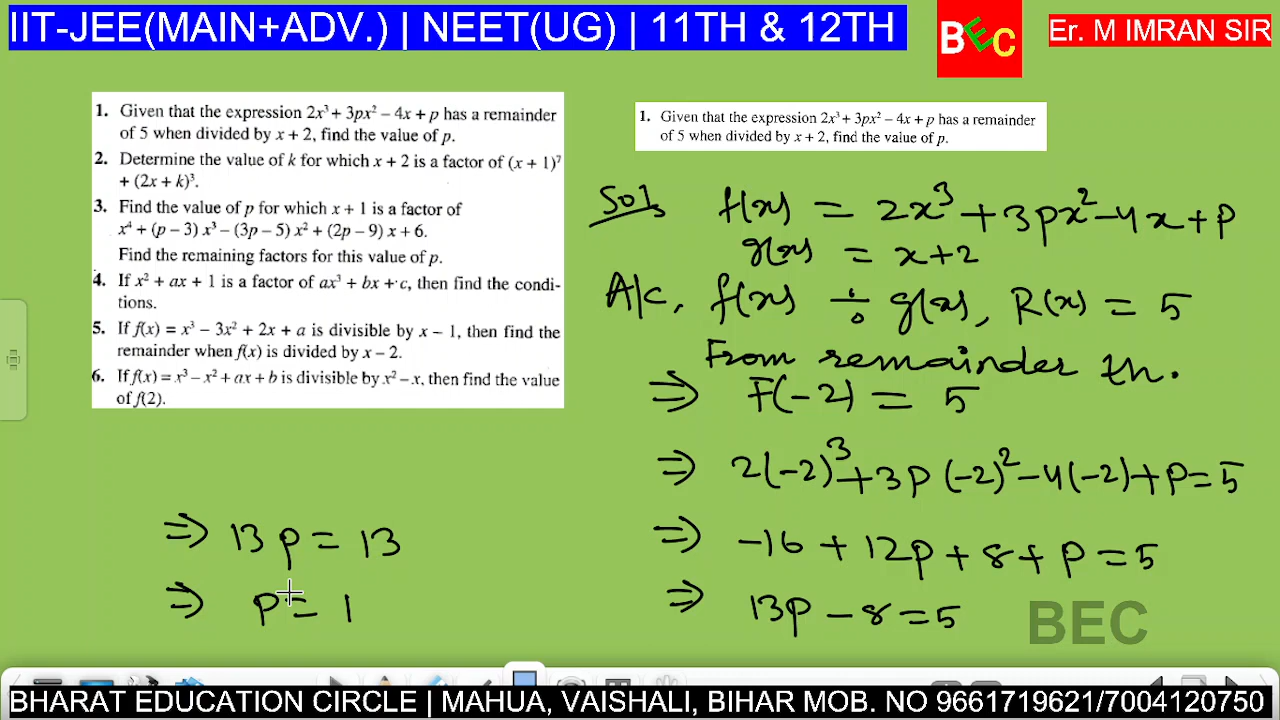 IIT-JEE(MAIN+ADV.) | NEET(UG) | 11TH & 12TH
BEC
Er. M IMRAN SIR
1. Given that the expression 2x³ + 3px² – 4x + p has a remainder
of 5 when divided by x + 2, find the value of p.
2. Determine the value of k for which x + 2 is a factor of (x + 1)⁷
+ (2x + k)³.
3. Find the value of p for which x + 1 is a factor of
x⁴ + (p – 3) x³ – (3p – 5) x² + (2p – 9) x + 6.
Find the remaining factors for this value of p.
4. If x² + ax + 1 is a factor of ax³ + bx + c, then find the condi-
tions.
5. If f(x) = x³ – 3x² + 2x + a is divisible by x – 1, then find the
remainder when f(x) is divided by x – 2.
6. If f(x) = x³ – x² + ax + b is divisible by x² – x, then find the value
of f(2).
1. Given that the expression 2x³ + 3px² – 4x + p has a remainder
of 5 when divided by x + 2, find the value of p.
Sol. f(x) = 2x³ + 3px² – 4x + p
g(x) = x + 2
A/c, f(x) ÷ g(x), R(x) = 5
From remainder th.
⇒ F(-2) = 5
⇒ 2(-2)³ + 3p(-2)² – 4(-2) + p = 5
⇒ -16 + 12p + 8 + p = 5
⇒ 13p – 8 = 5
⇒ 13p = 13
⇒ p = 1
BEC
BHARAT EDUCATION CIRCLE | MAHUA, VAISHALI, BIHAR MOB. NO 9661719621/7004120750